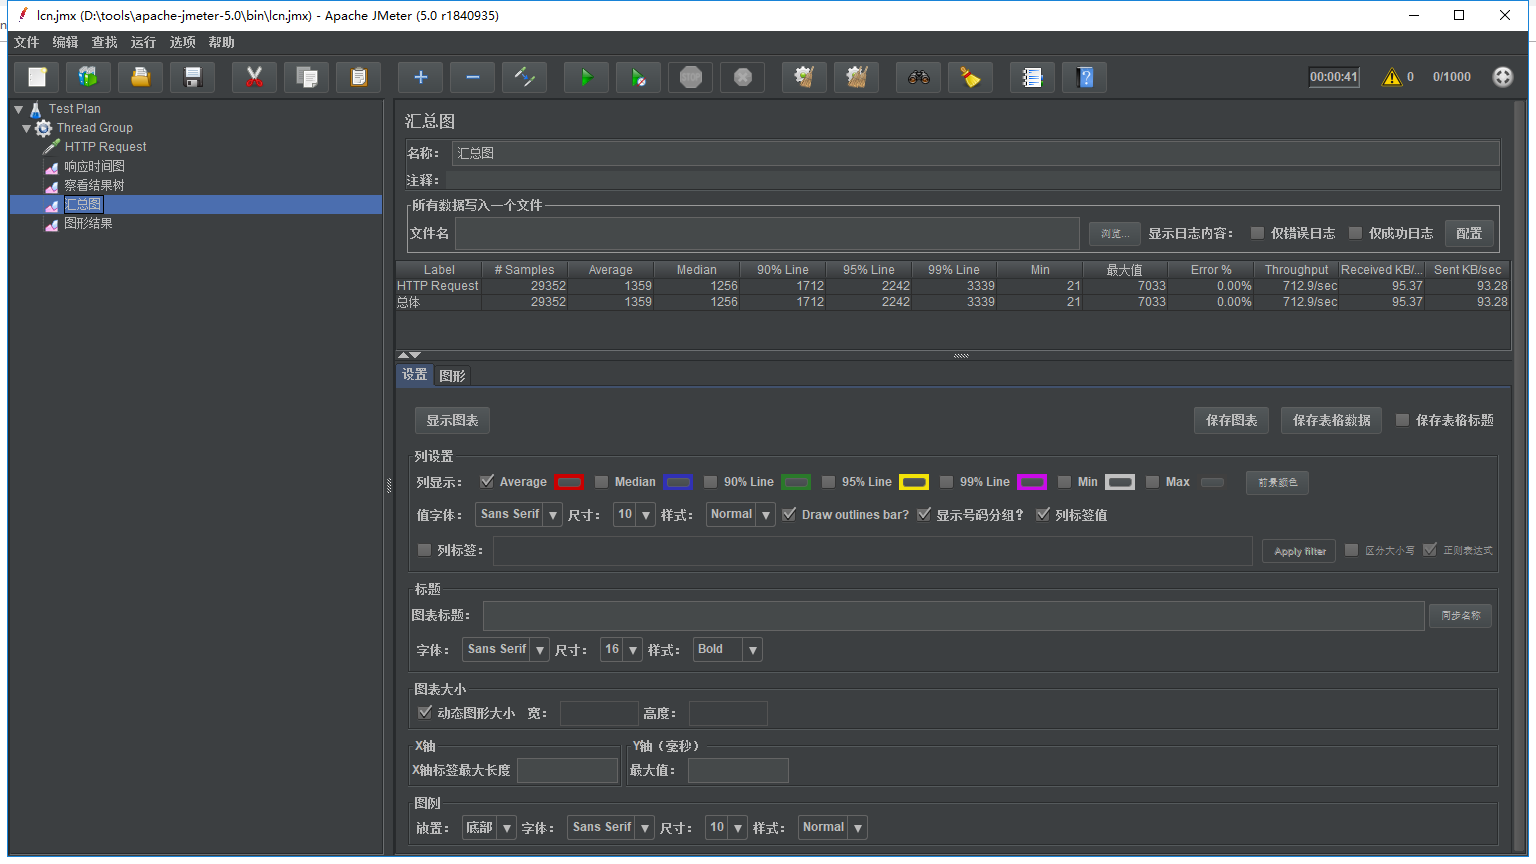 lcn.jmx (D:\tools\apache-jmeter-5.0\bin\lcn.jmx) - Apache JMeter (5.0 r1840935)
文件 编辑 查找 运行 选项 帮助
STOP 00:00:41 0 0/1000
Test Plan
Thread Group
HTTP Request
响应时间图
察看结果树
汇总图
图形结果
汇总图
名称： 汇总图
注释：
所有数据写入一个文件
文件名 浏览... 显示日志内容： 仅错误日志 仅成功日志 配置
Label # Samples Average Median 90% Line 95% Line 99% Line Min 最大值 Error % Throughput Received KB/... Sent KB/sec
HTTP Request 29352 1359 1256 1712 2242 3339 21 7033 0.00% 712.9/sec 95.37 93.28
总体 29352 1359 1256 1712 2242 3339 21 7033 0.00% 712.9/sec 95.37 93.28
设置 图形
显示图表 保存图表 保存表格数据 保存表格标题
列设置
列显示： Average Median 90% Line 95% Line 99% Line Min Max 前景颜色
值字体： Sans Serif 尺寸： 10 样式： Normal Draw outlines bar? 显示号码分组? 列标签值
列标签： Apply filter 区分大小写 正则表达式
标题
图表标题： 同步名称
字体： Sans Serif 尺寸： 16 样式： Bold
图表大小
动态图形大小 宽： 高度：
X轴 Y轴（毫秒）
X轴标签最大长度 最大值：
图例
放置： 底部 字体： Sans Serif 尺寸： 10 样式： Normal